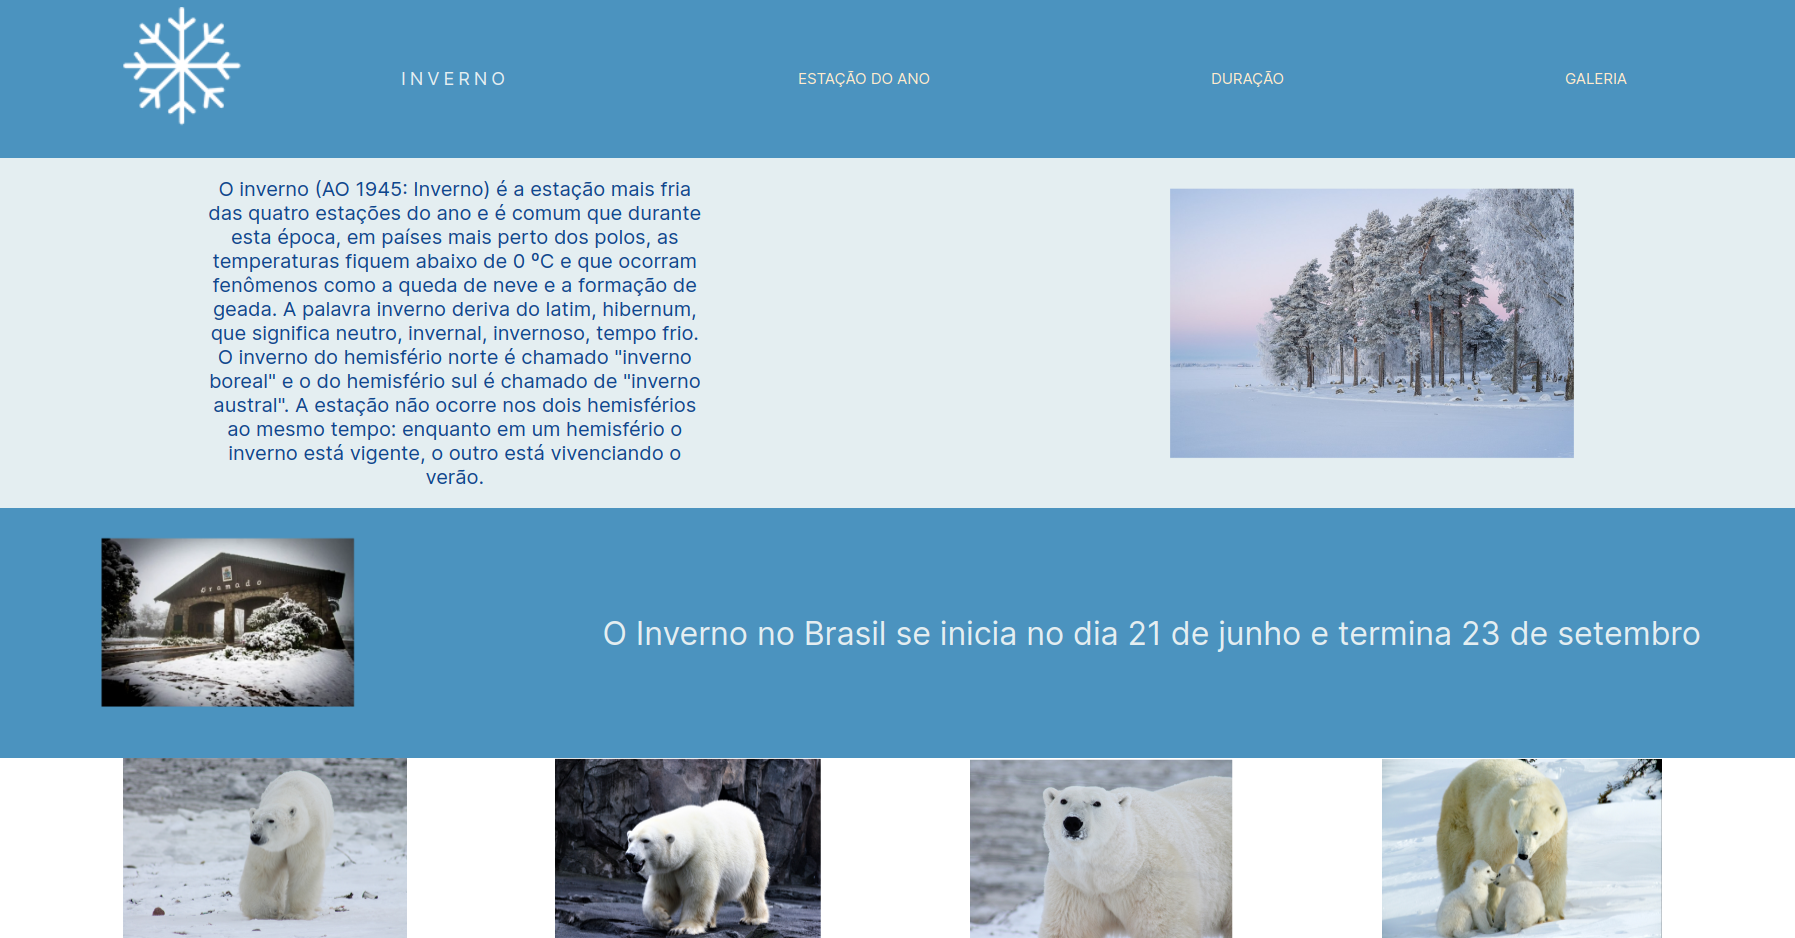 INVERNO
ESTAÇÃO DO ANO
DURAÇÃO
GALERIA
O inverno (AO 1945: Inverno) é a estação mais fria
das quatro estações do ano e é comum que durante
esta época, em países mais perto dos polos, as
temperaturas fiquem abaixo de 0 ºC e que ocorram
fenômenos como a queda de neve e a formação de
geada. A palavra inverno deriva do latim, hibernum,
que significa neutro, invernal, invernoso, tempo frio.
O inverno do hemisfério norte é chamado "inverno
boreal" e o do hemisfério sul é chamado de "inverno
austral". A estação não ocorre nos dois hemisférios
ao mesmo tempo: enquanto em um hemisfério o
inverno está vigente, o outro está vivenciando o
verão.
Gramado
O Inverno no Brasil se inicia no dia 21 de junho e termina 23 de setembro